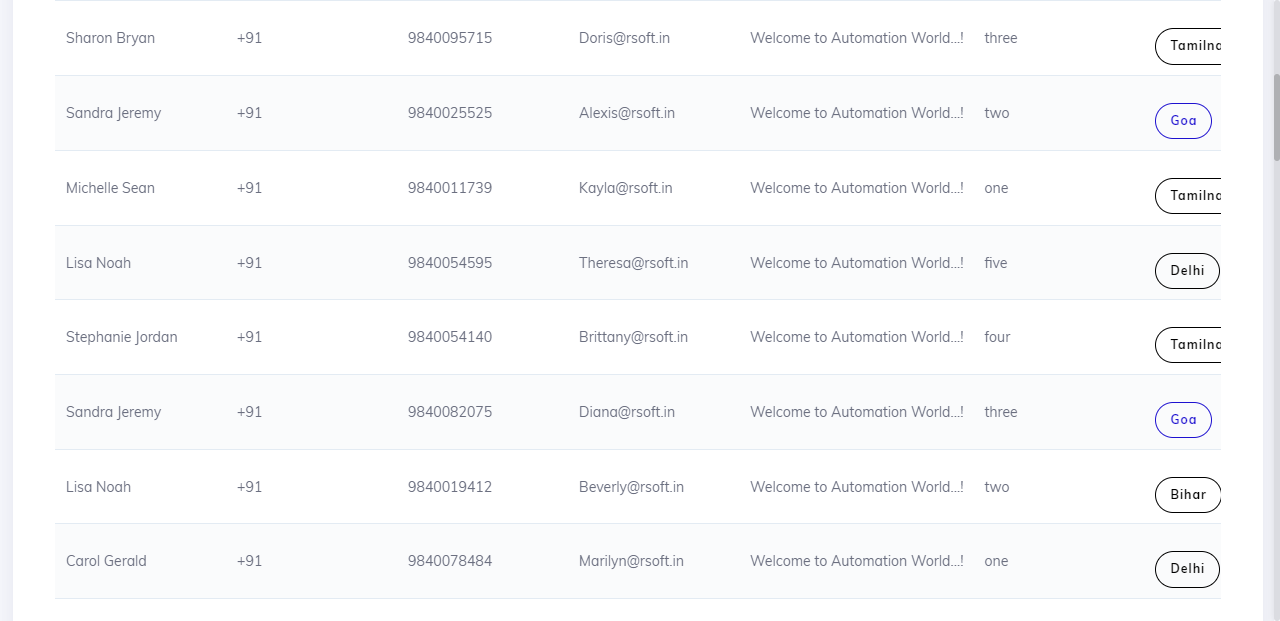 Sharon Bryan +91 9840095715 Doris@rsoft.in Welcome to Automation World...! three Tamilna
Sandra Jeremy +91 9840025525 Alexis@rsoft.in Welcome to Automation World...! two Goa
Michelle Sean +91 9840011739 Kayla@rsoft.in Welcome to Automation World...! one Tamilna
Lisa Noah +91 9840054595 Theresa@rsoft.in Welcome to Automation World...! five Delhi
Stephanie Jordan +91 9840054140 Brittany@rsoft.in Welcome to Automation World...! four Tamilna
Sandra Jeremy +91 9840082075 Diana@rsoft.in Welcome to Automation World...! three Goa
Lisa Noah +91 9840019412 Beverly@rsoft.in Welcome to Automation World...! two Bihar
Carol Gerald +91 9840078484 Marilyn@rsoft.in Welcome to Automation World...! one Delhi